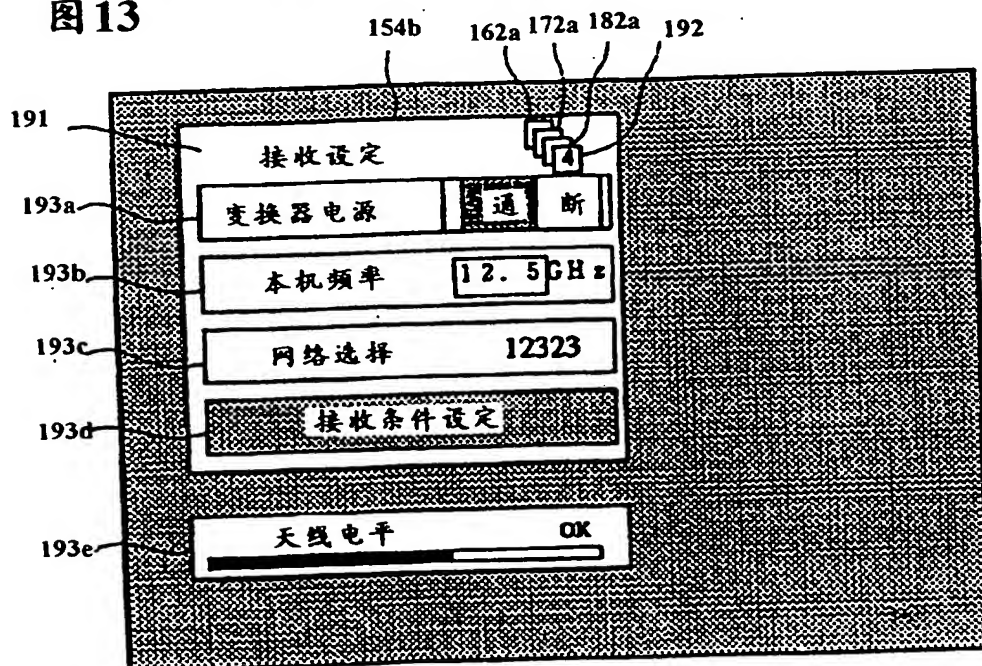 图13
154b 162a 172a 182a 192
191 接收设定 4
193a 变换器电源 通 断
193b 本机频率 12.5GHz
193c 网络选择 12323
193d 接收条件设定
193e 天线电平 OK